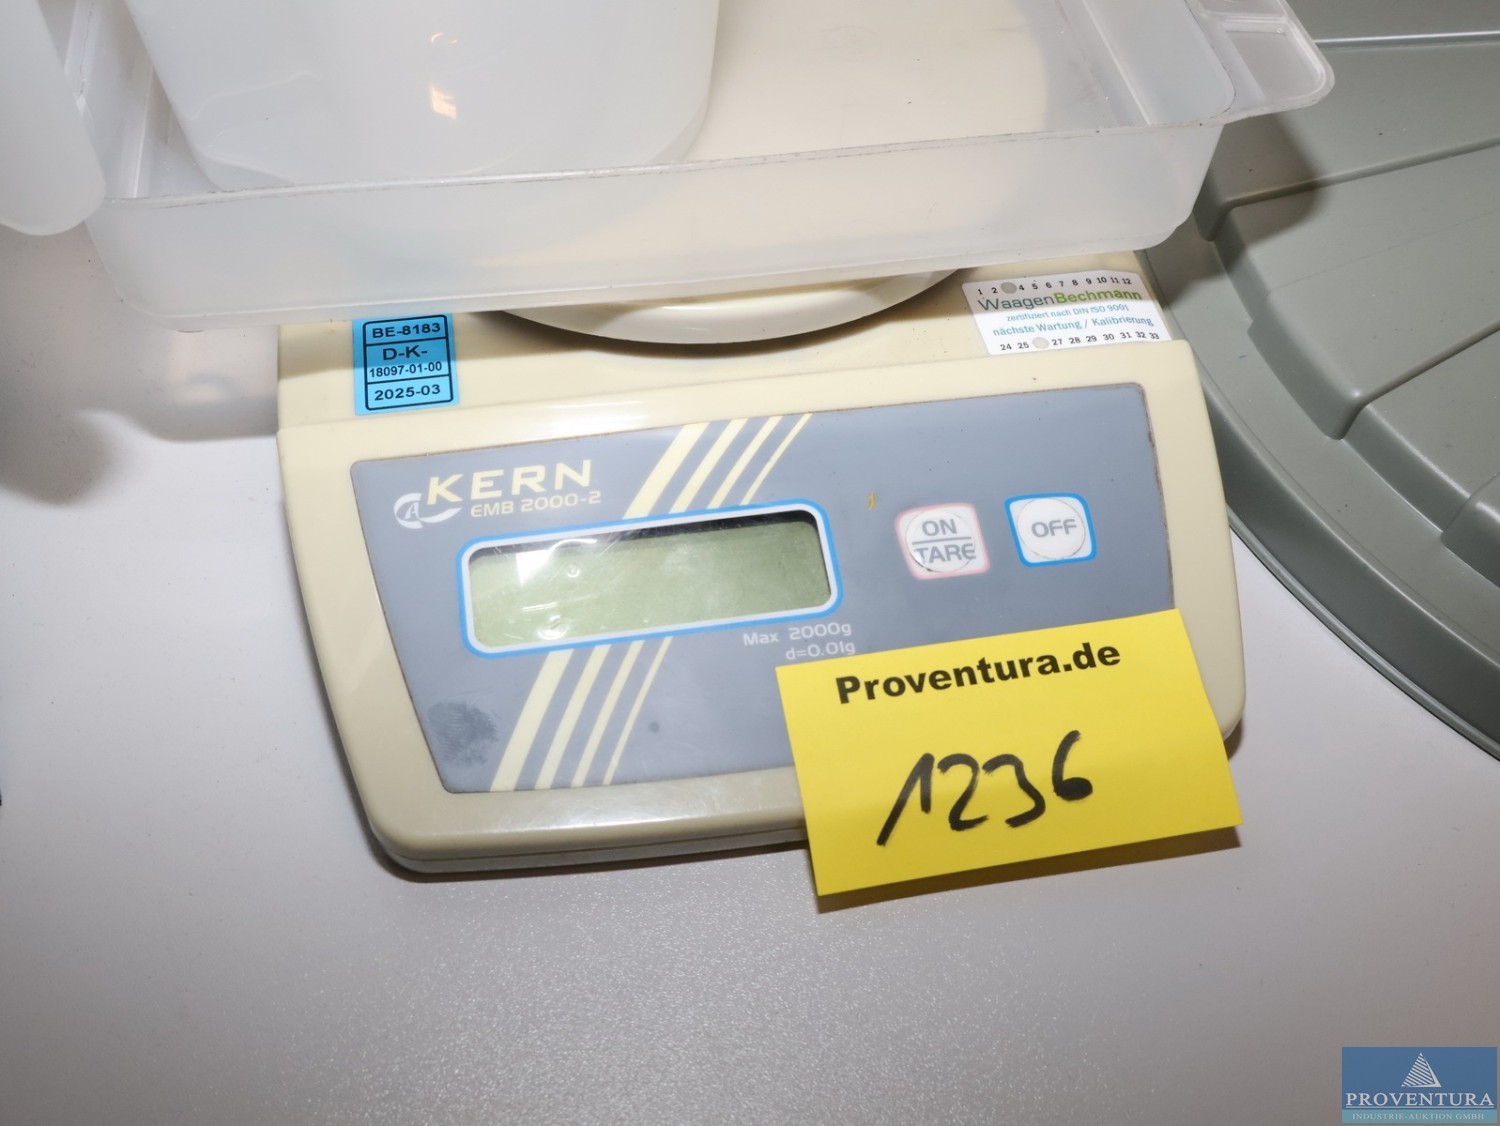 BE-8183
D-K-
18097-01-00
2025-03
1 2 4 5 6 7 8 9 10 11 12
WaagenBechmann
zertifiziert nach DIN ISO 9001
nächste Wartung / Kalibrierung
24 25 27 28 29 30 31 32 33
KERN
EMB 2000-2
ON
TARE
OFF
Max 2000g
d=0.01g
Proventura.de
1236
PROVENTURA
INDUSTRIE-AUKTION GMBH